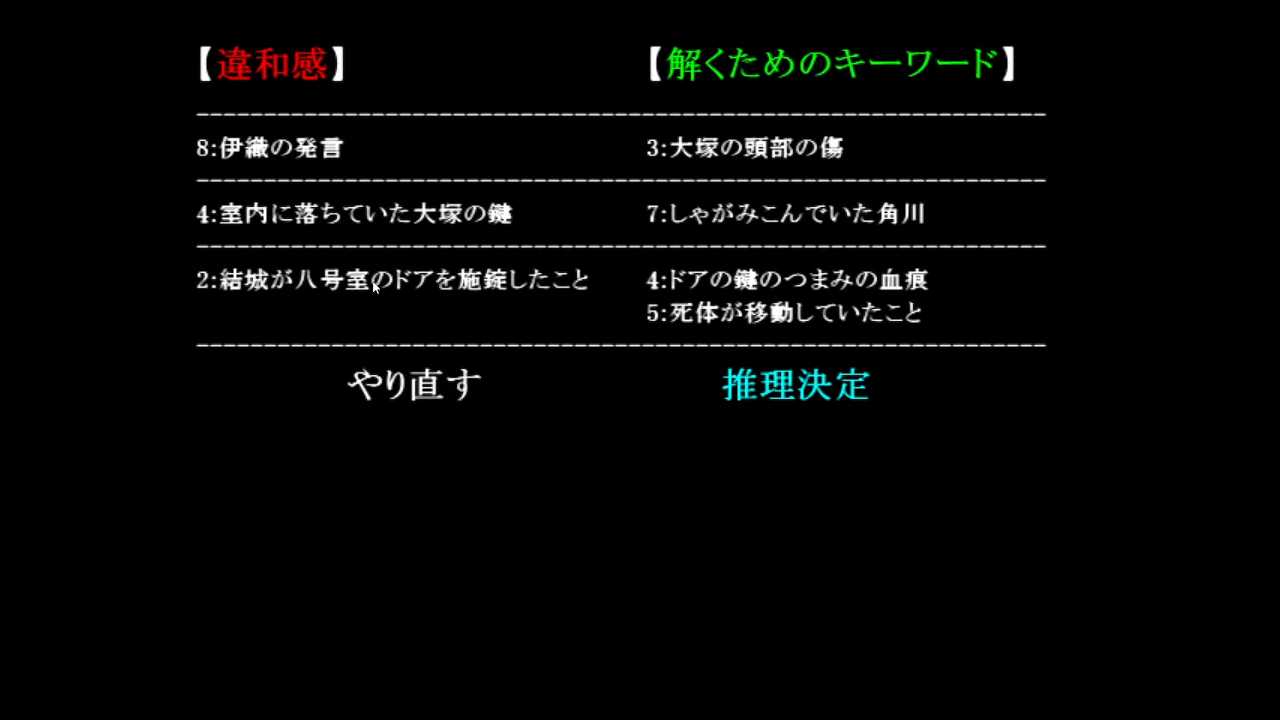 【違和感】 【解くためのキーワード】
8:伊織の発言 3:大塚の頭部の傷
4:室内に落ちていた大塚の鍵 7:しゃがみこんでいた角川
2:結城が八号室のドアを施錠したこと 4:ドアの鍵のつまみの血痕
5:死体が移動していたこと
やり直す 推理決定